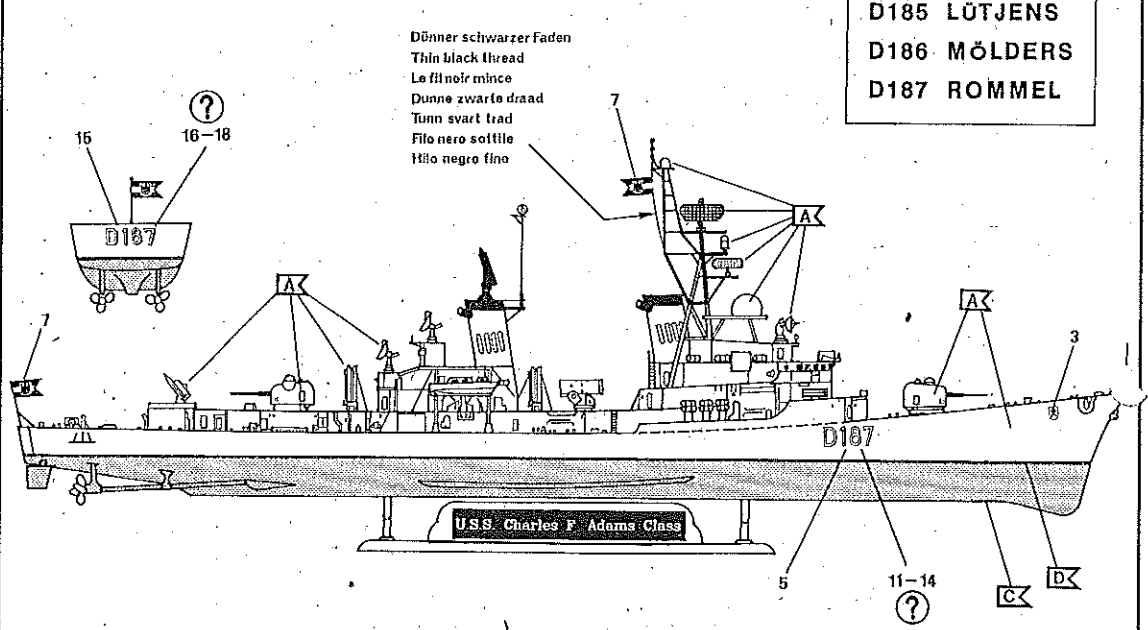 D185 LÜTJENS
D186 MÖLDERS
D187 ROMMEL
Dünner schwarzer Faden
Thin black thread
Le fil noir mince
Dunne zwarte draad
Tunn svart trad
Filo nero sottile
Hilo negro fino
7
?
15
16–18
D187
A
A
A
7
3
D187
U.S.S. Charles F. Adams Class
5
11–14
?
C
D